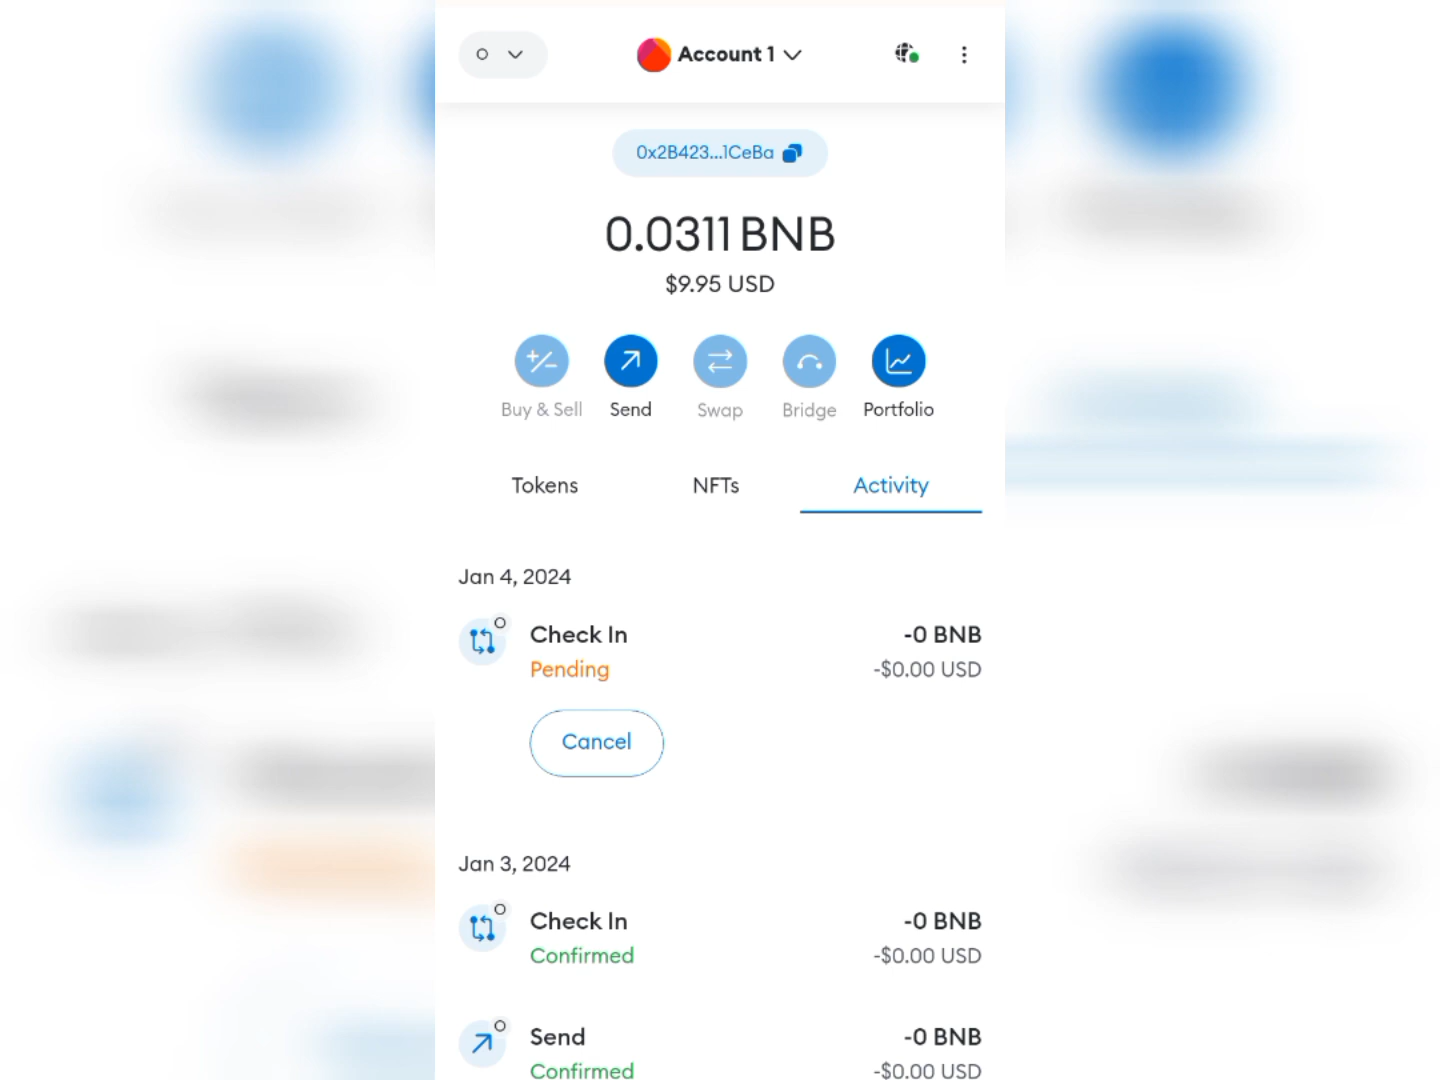 Account 1
0x2B423...1CeBa
0.0311 BNB
$9.95 USD
Buy & Sell
Send
Swap
Bridge
Portfolio
Tokens
NFTs
Activity
Jan 4, 2024
Check In
-0 BNB
Pending
-$0.00 USD
Cancel
Jan 3, 2024
Check In
-0 BNB
Confirmed
-$0.00 USD
Send
-0 BNB
Confirmed
-$0.00 USD